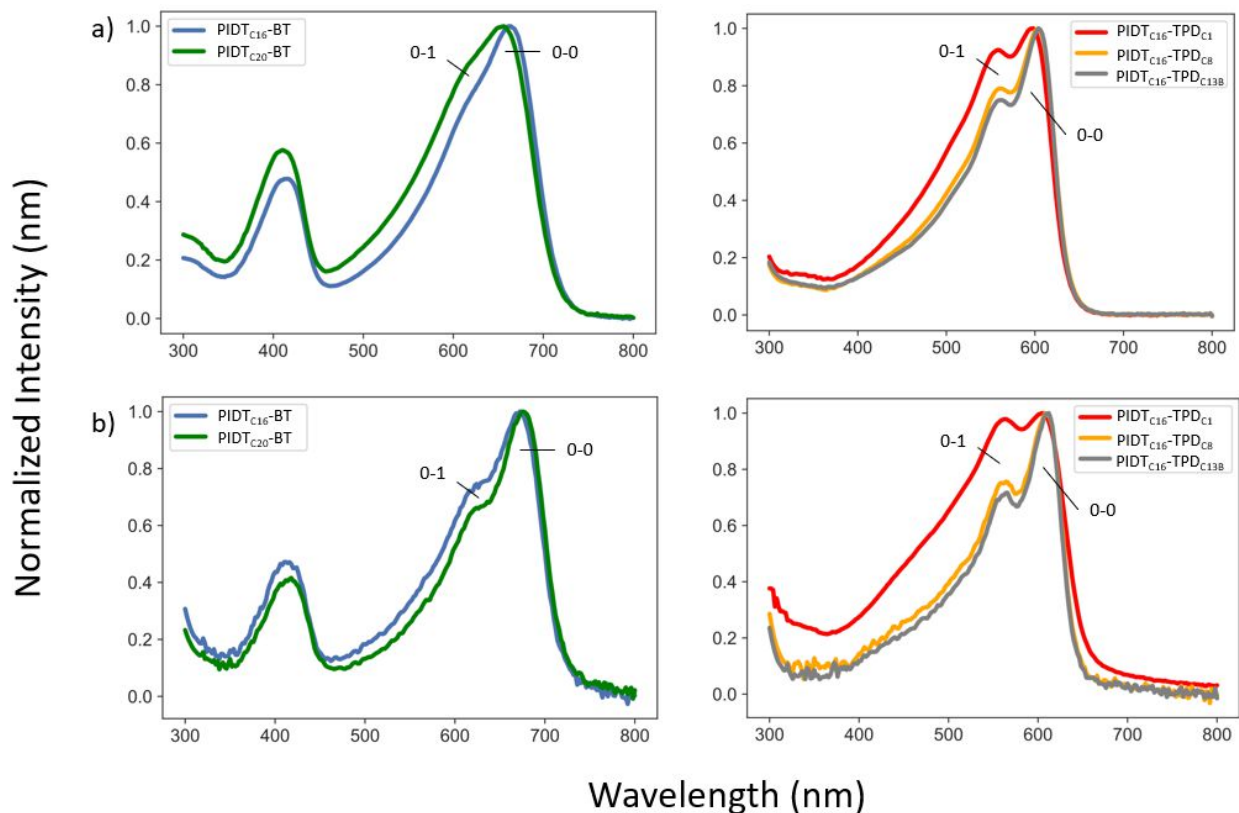 a)
PIDTC16-BT
PIDTC20-BT
0-1
0-0
1.0
0.8
0.6
0.4
0.2
0.0
300 400 500 600 700 800
PIDTC16-TPDC1
PIDTC16-TPDC8
PIDTC16-TPDC13B
0-1
0-0
1.0
0.8
0.6
0.4
0.2
0.0
300 400 500 600 700 800
b)
PIDTC16-BT
PIDTC20-BT
0-1
0-0
1.0
0.8
0.6
0.4
0.2
0.0
300 400 500 600 700 800
PIDTC16-TPDC1
PIDTC16-TPDC8
PIDTC16-TPDC13B
0-1
0-0
1.0
0.8
0.6
0.4
0.2
0.0
300 400 500 600 700 800
Normalized Intensity (nm)
Wavelength (nm)